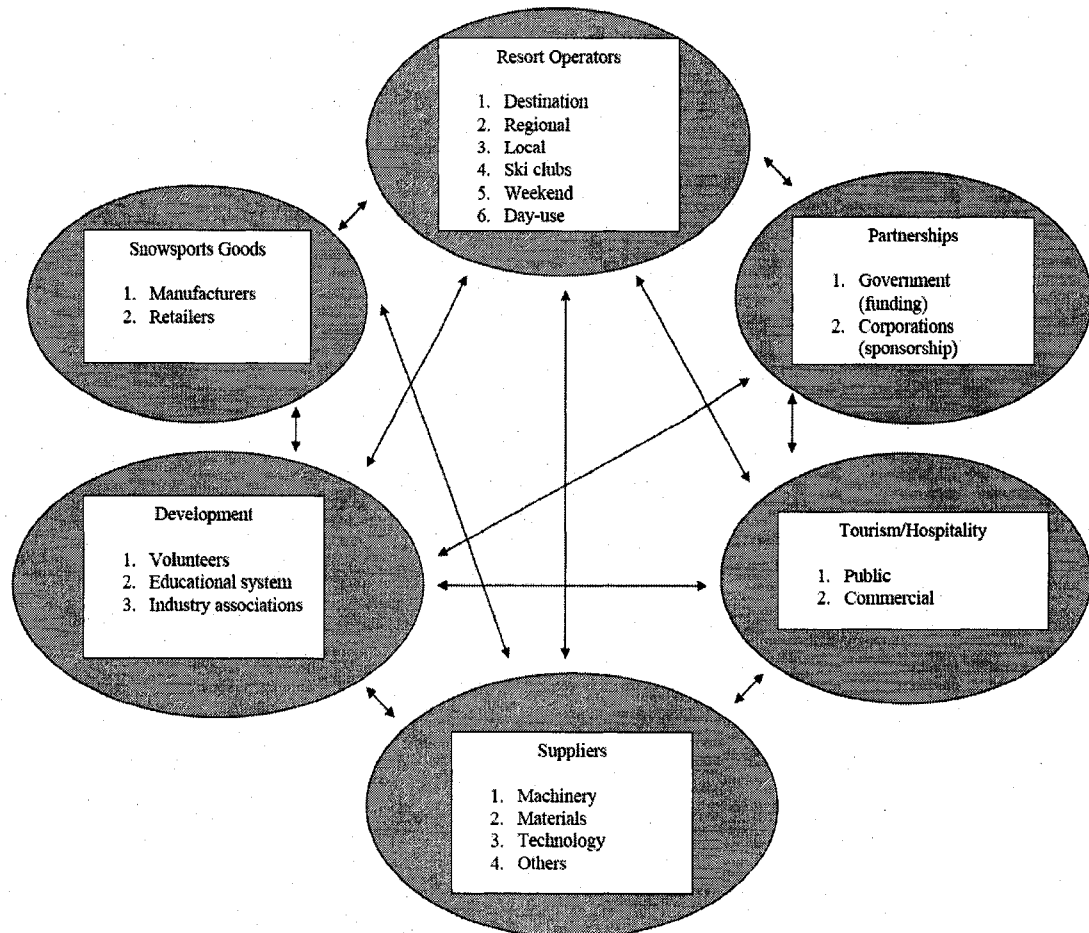 Resort Operators
1. Destination
2. Regional
3. Local
4. Ski clubs
5. Weekend
6. Day-use
Snowsports Goods
1. Manufacturers
2. Retailers
Partnerships
1. Government
(funding)
2. Corporations
(sponsorship)
Development
1. Volunteers
2. Educational system
3. Industry associations
Tourism/Hospitality
1. Public
2. Commercial
Suppliers
1. Machinery
2. Materials
3. Technology
4. Others